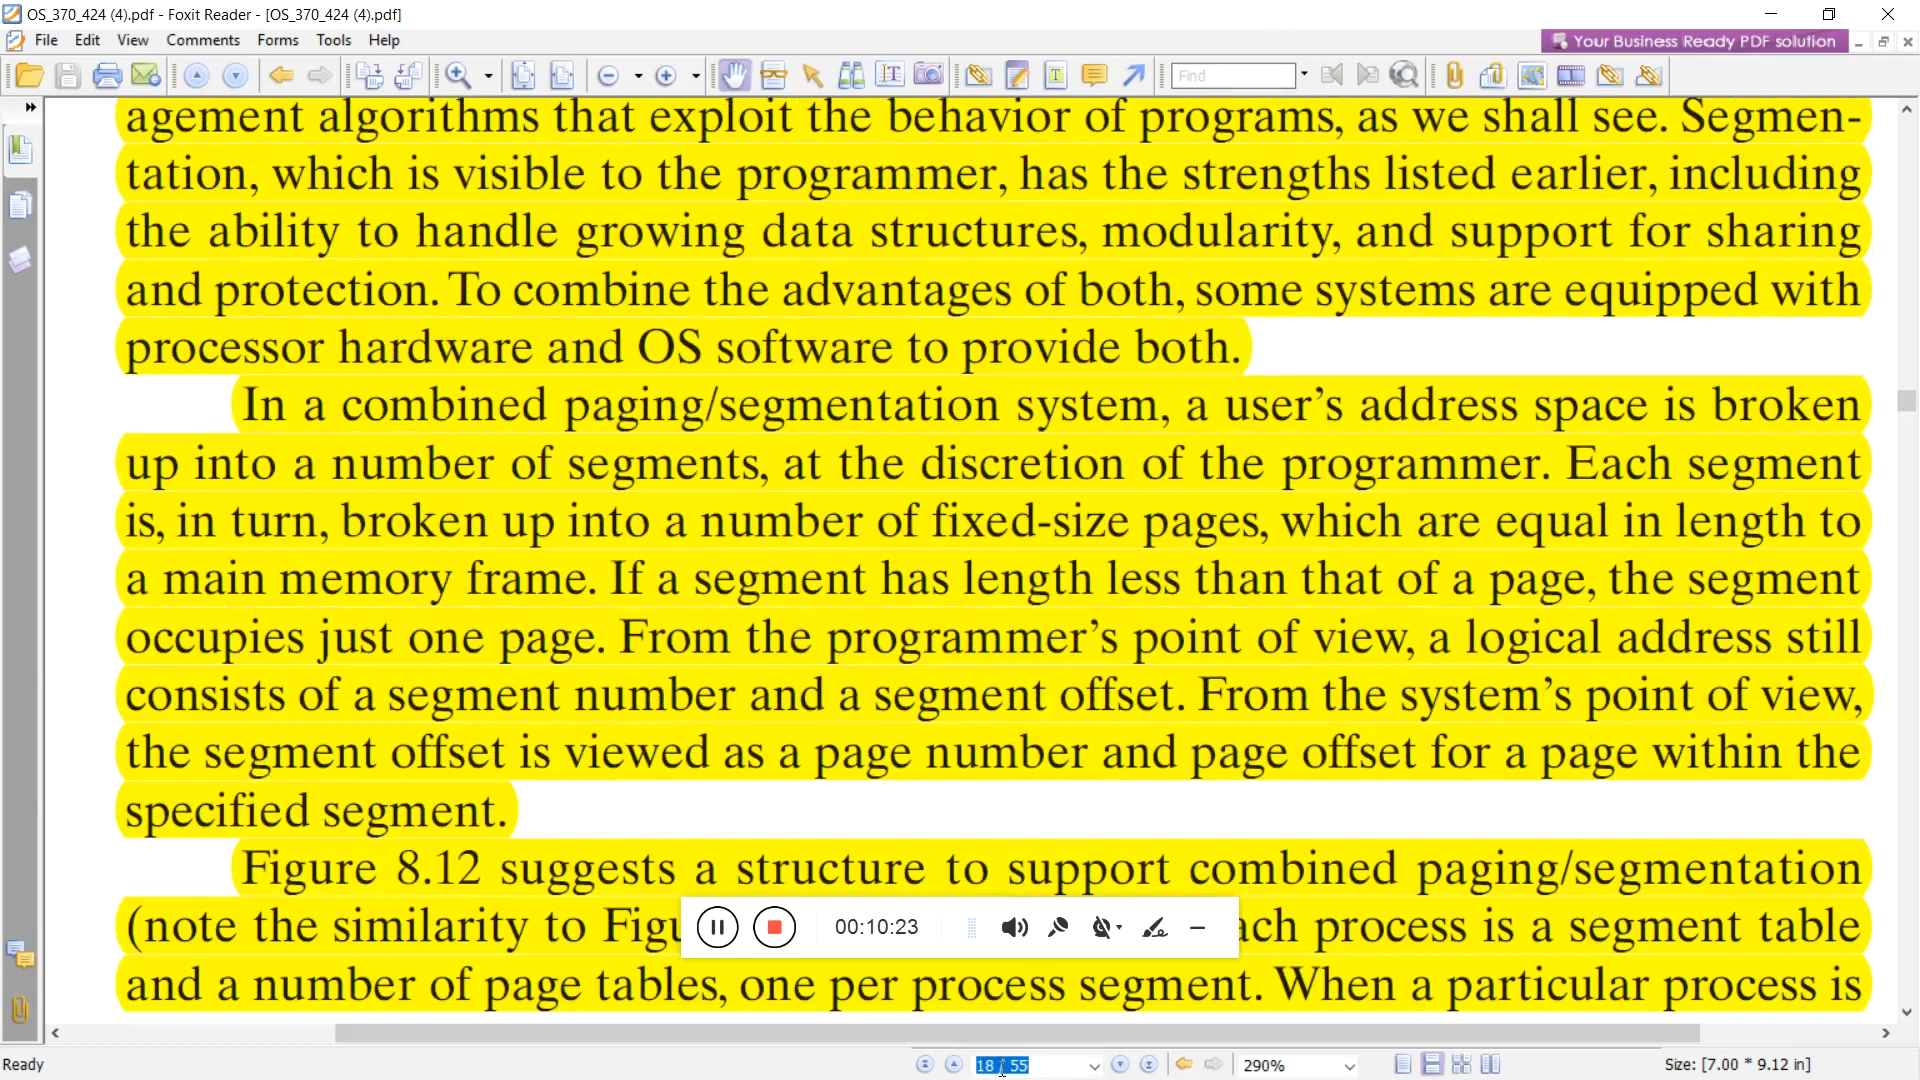 OS_370_424 (4).pdf - Foxit Reader - [OS_370_424 (4).pdf]
File Edit View Comments Forms Tools Help
Your Business Ready PDF solution
Find
agement algorithms that exploit the behavior of programs, as we shall see. Segmen-
tation, which is visible to the programmer, has the strengths listed earlier, including
the ability to handle growing data structures, modularity, and support for sharing
and protection. To combine the advantages of both, some systems are equipped with
processor hardware and OS software to provide both.
In a combined paging/segmentation system, a user's address space is broken
up into a number of segments, at the discretion of the programmer. Each segment
is, in turn, broken up into a number of fixed-size pages, which are equal in length to
a main memory frame. If a segment has length less than that of a page, the segment
occupies just one page. From the programmer's point of view, a logical address still
consists of a segment number and a segment offset. From the system's point of view,
the segment offset is viewed as a page number and page offset for a page within the
specified segment.
Figure 8.12 suggests a structure to support combined paging/segmentation
(note the similarity to Figu ach process is a segment table
00:10:23
and a number of page tables, one per process segment. When a particular process is
Ready 18 / 55 290% Size: [7.00 * 9.12 in]